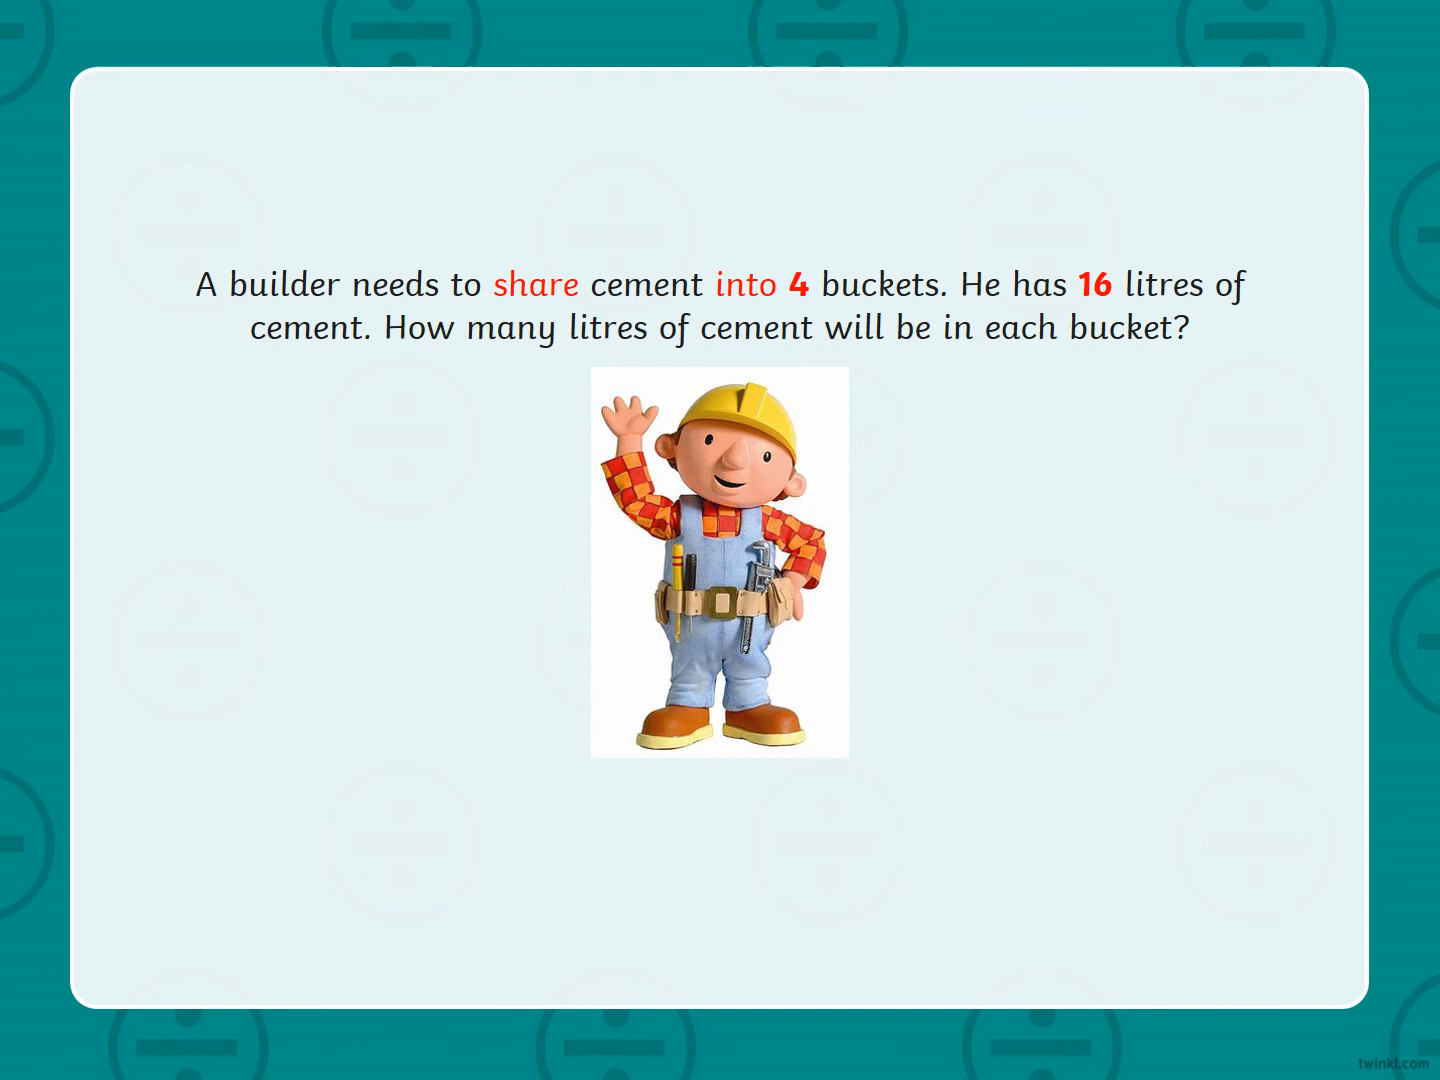 A builder needs to share cement into 4 buckets. He has 16 litres of
cement. How many litres of cement will be in each bucket?
twinkl.com